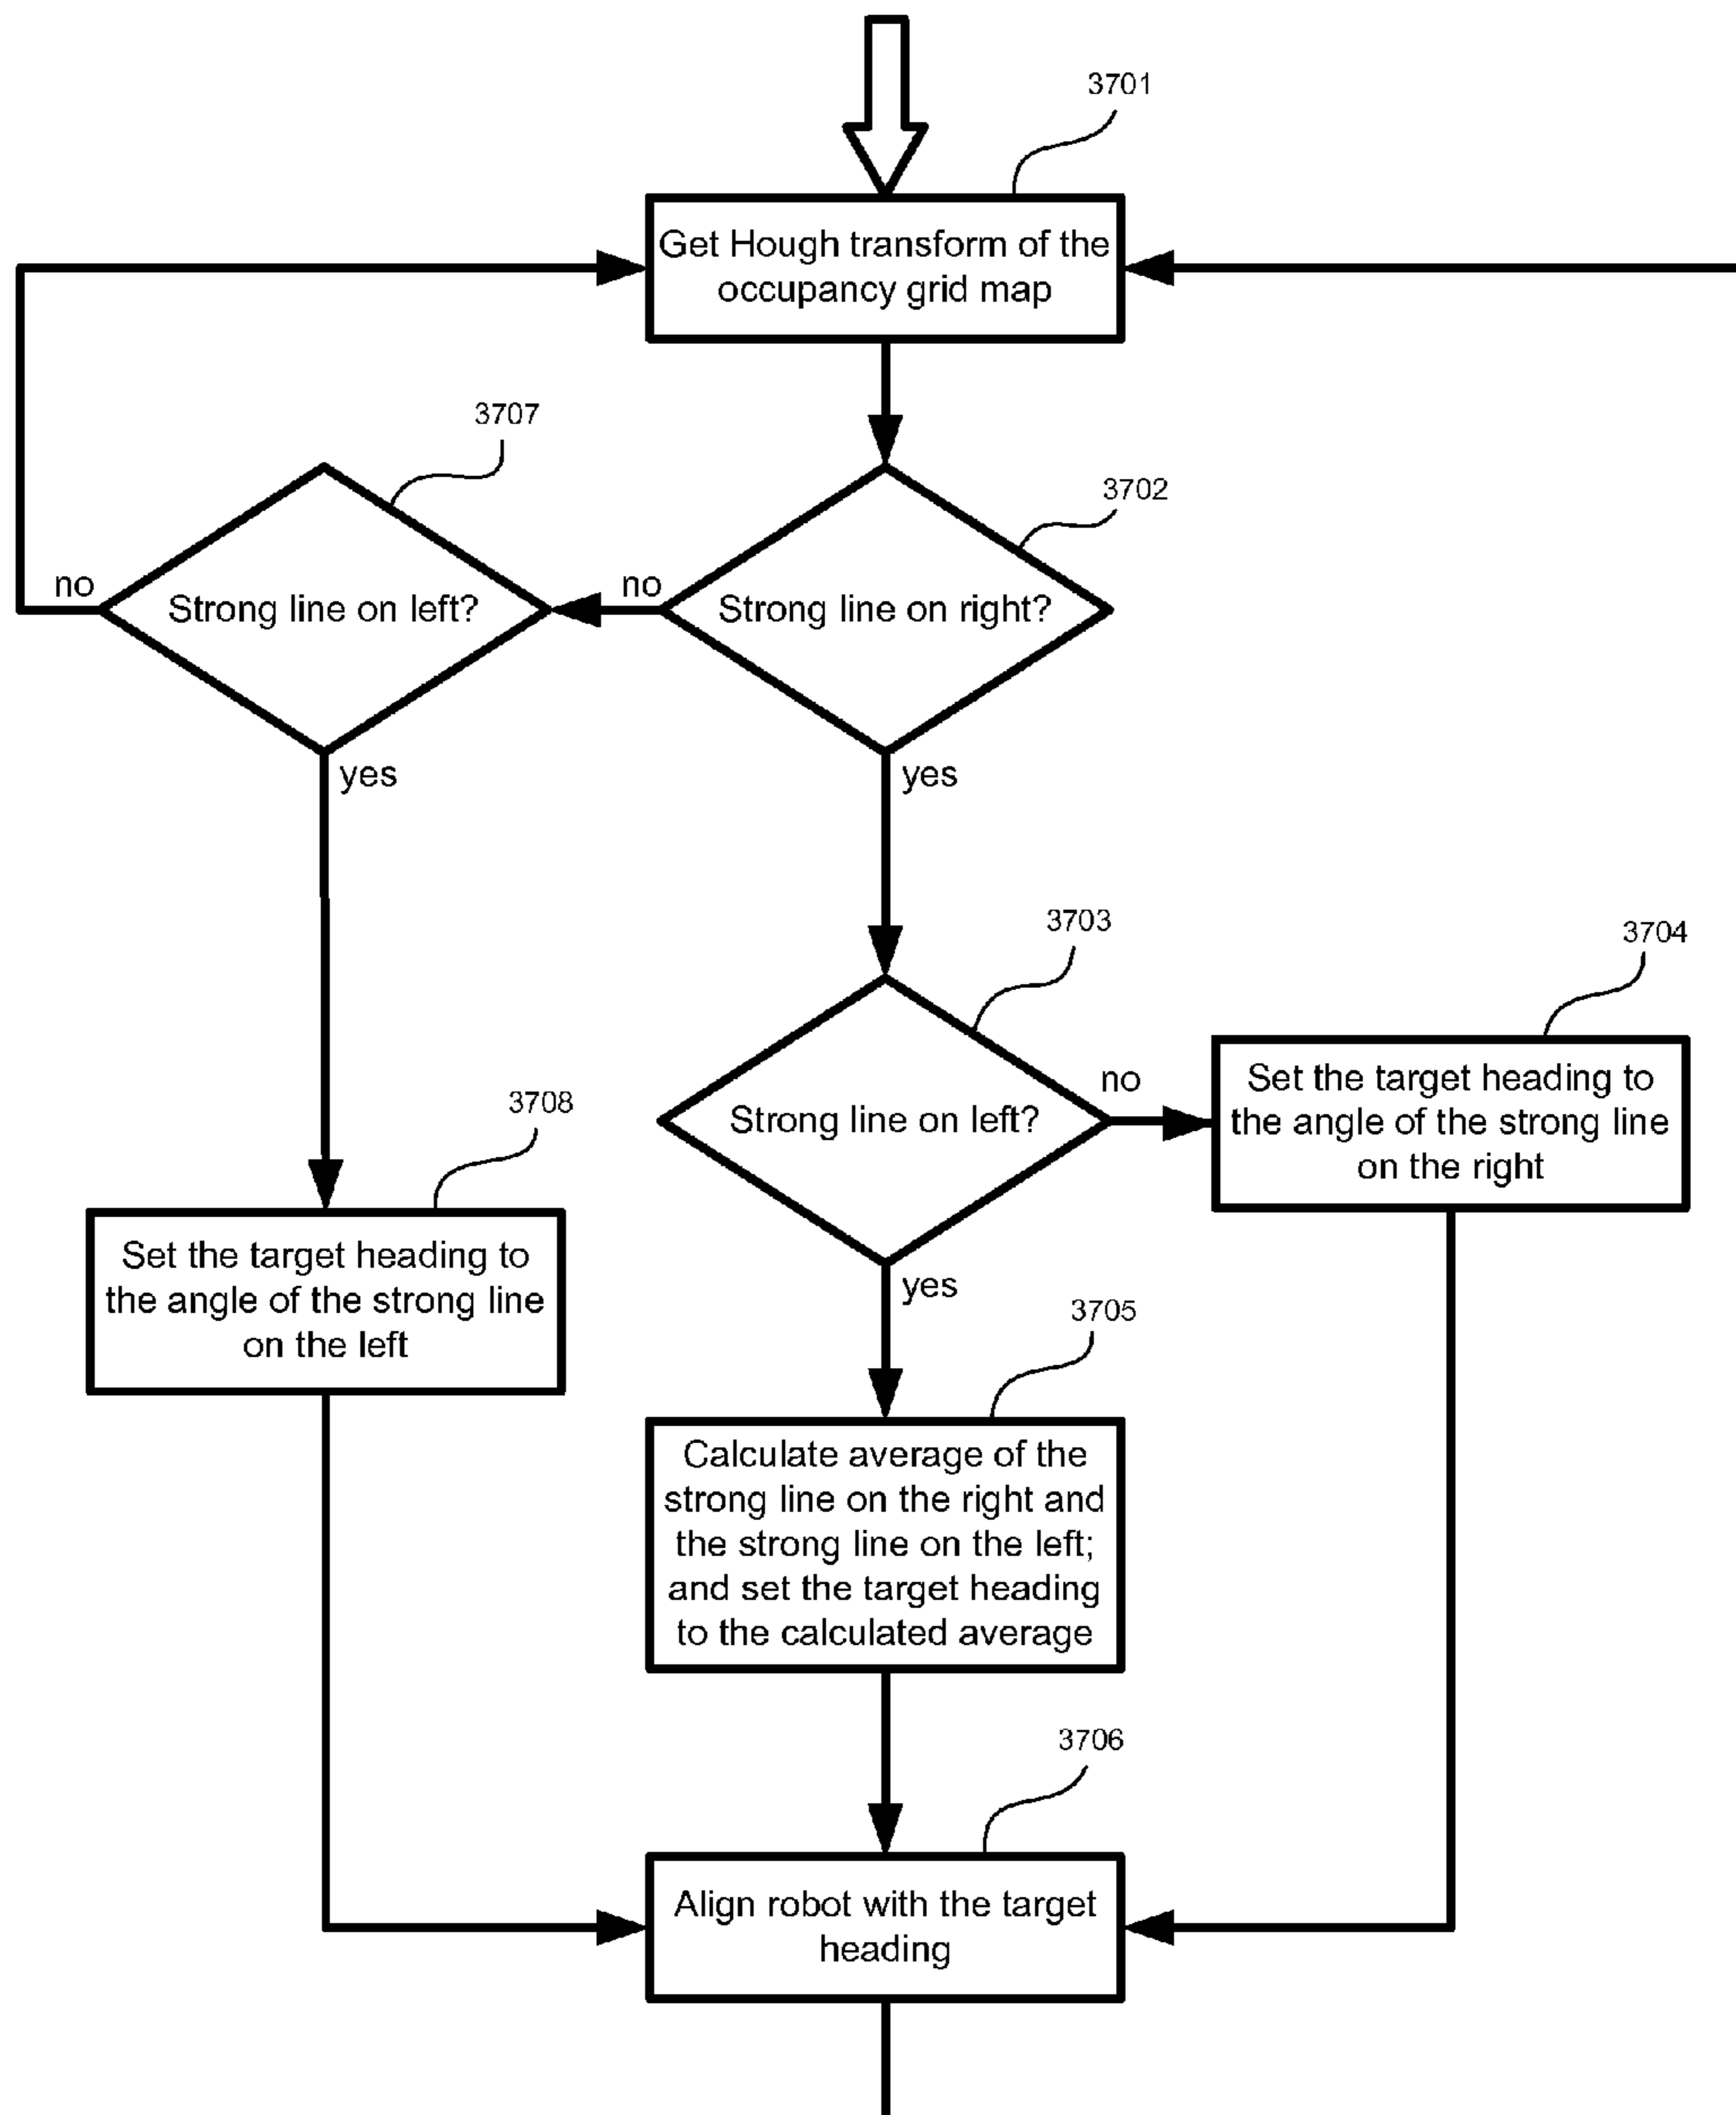 3701
Get Hough transform of the
occupancy grid map
3707
3702
no
Strong line on left?
no
Strong line on right?
yes
yes
3703
3704
Strong line on left?
no
Set the target heading to
the angle of the strong line
on the right
3708
Set the target heading to
the angle of the strong line
on the left
yes
3705
Calculate average of the
strong line on the right and
the strong line on the left;
and set the target heading
to the calculated average
3706
Align robot with the target
heading